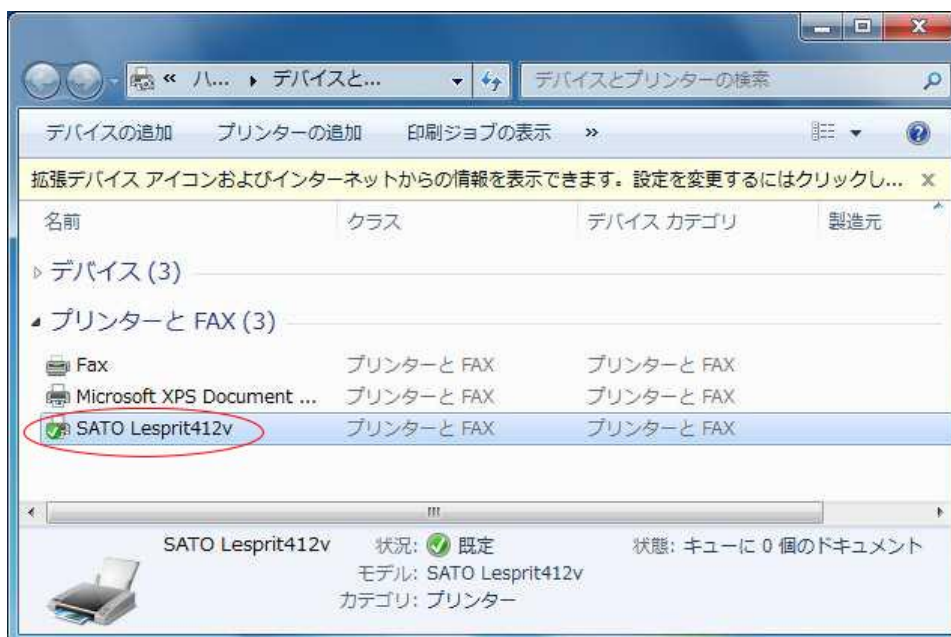 « ハ... ▸ デバイスと... デバイスとプリンターの検索
デバイスの追加 プリンターの追加 印刷ジョブの表示 »
拡張デバイス アイコンおよびインターネットからの情報を表示できます。設定を変更するにはクリックし... x
名前 クラス デバイス カテゴリ 製造元
デバイス (3)
プリンターと FAX (3)
Fax プリンターと FAX プリンターと FAX
Microsoft XPS Document ... プリンターと FAX プリンターと FAX
SATO Lesprit412v プリンターと FAX プリンターと FAX
SATO Lesprit412v 状況: 既定 状態: キューに 0 個のドキュメント
モデル: SATO Lesprit412v
カテゴリ: プリンター